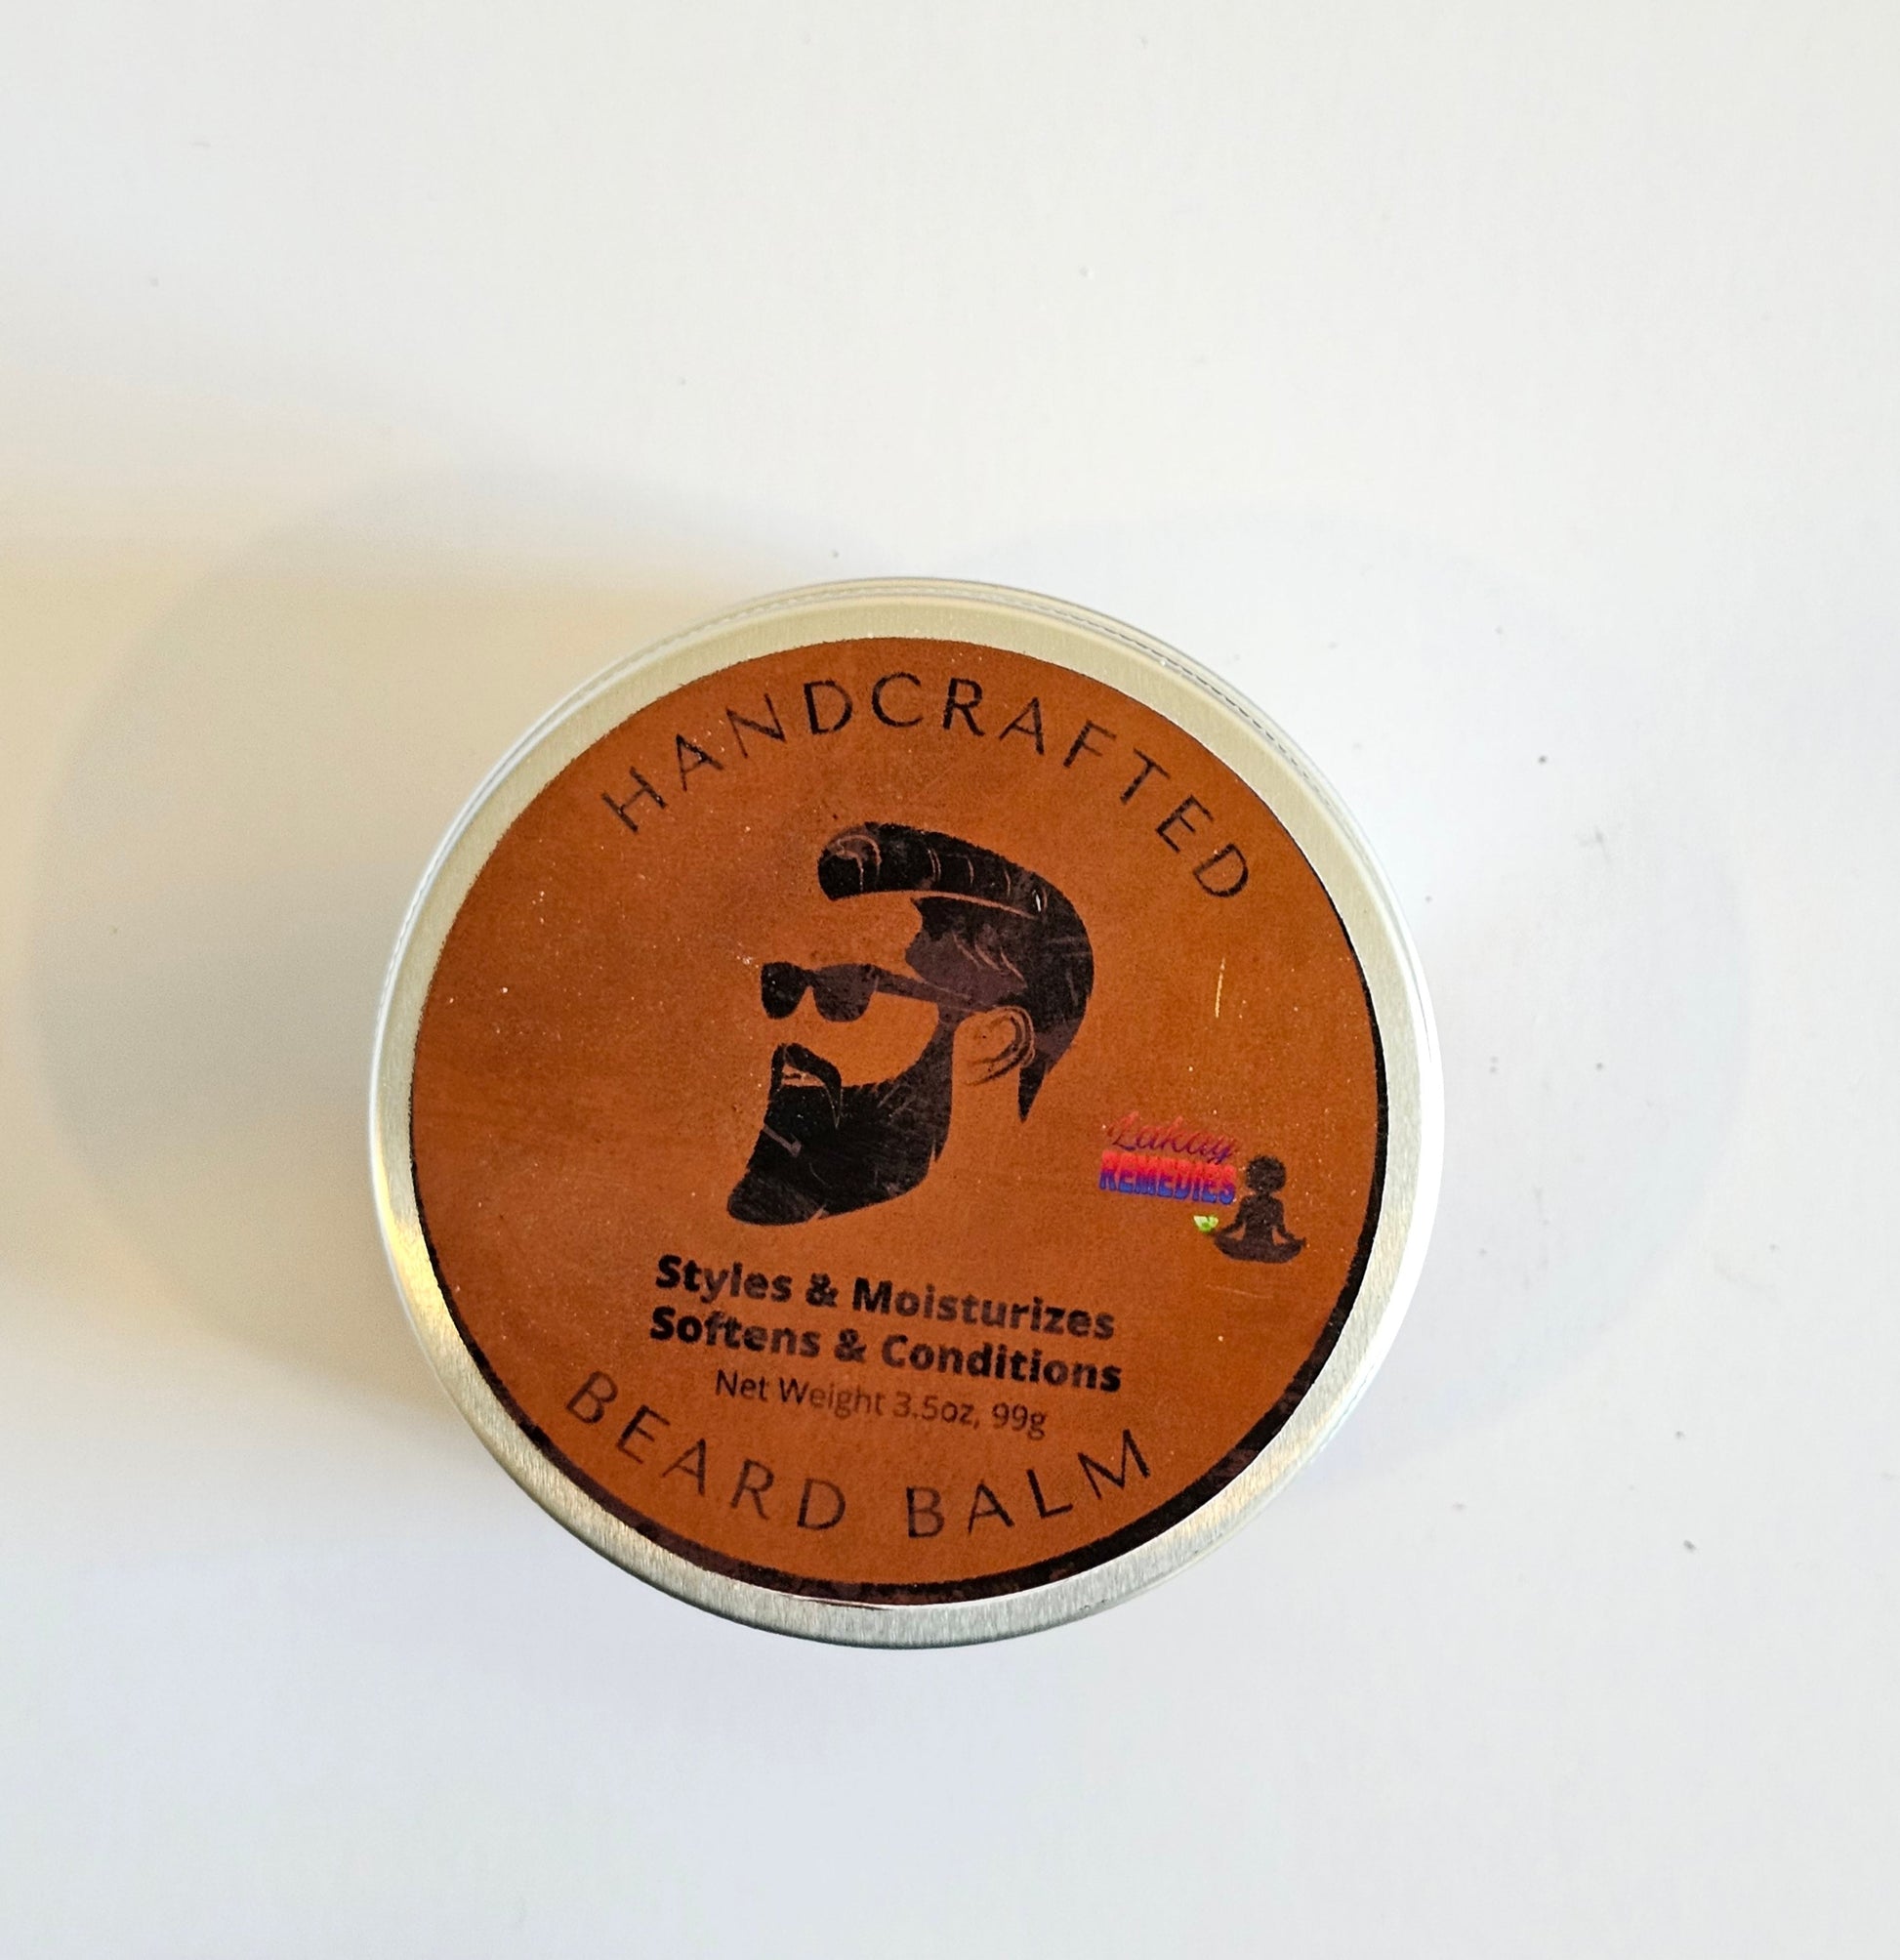 HANDCRAFTED
Lakay
REMEDIES
Styles & Moisturizes
Softens & Conditions
Net Weight 3.5oz, 99g
BEARD BALM